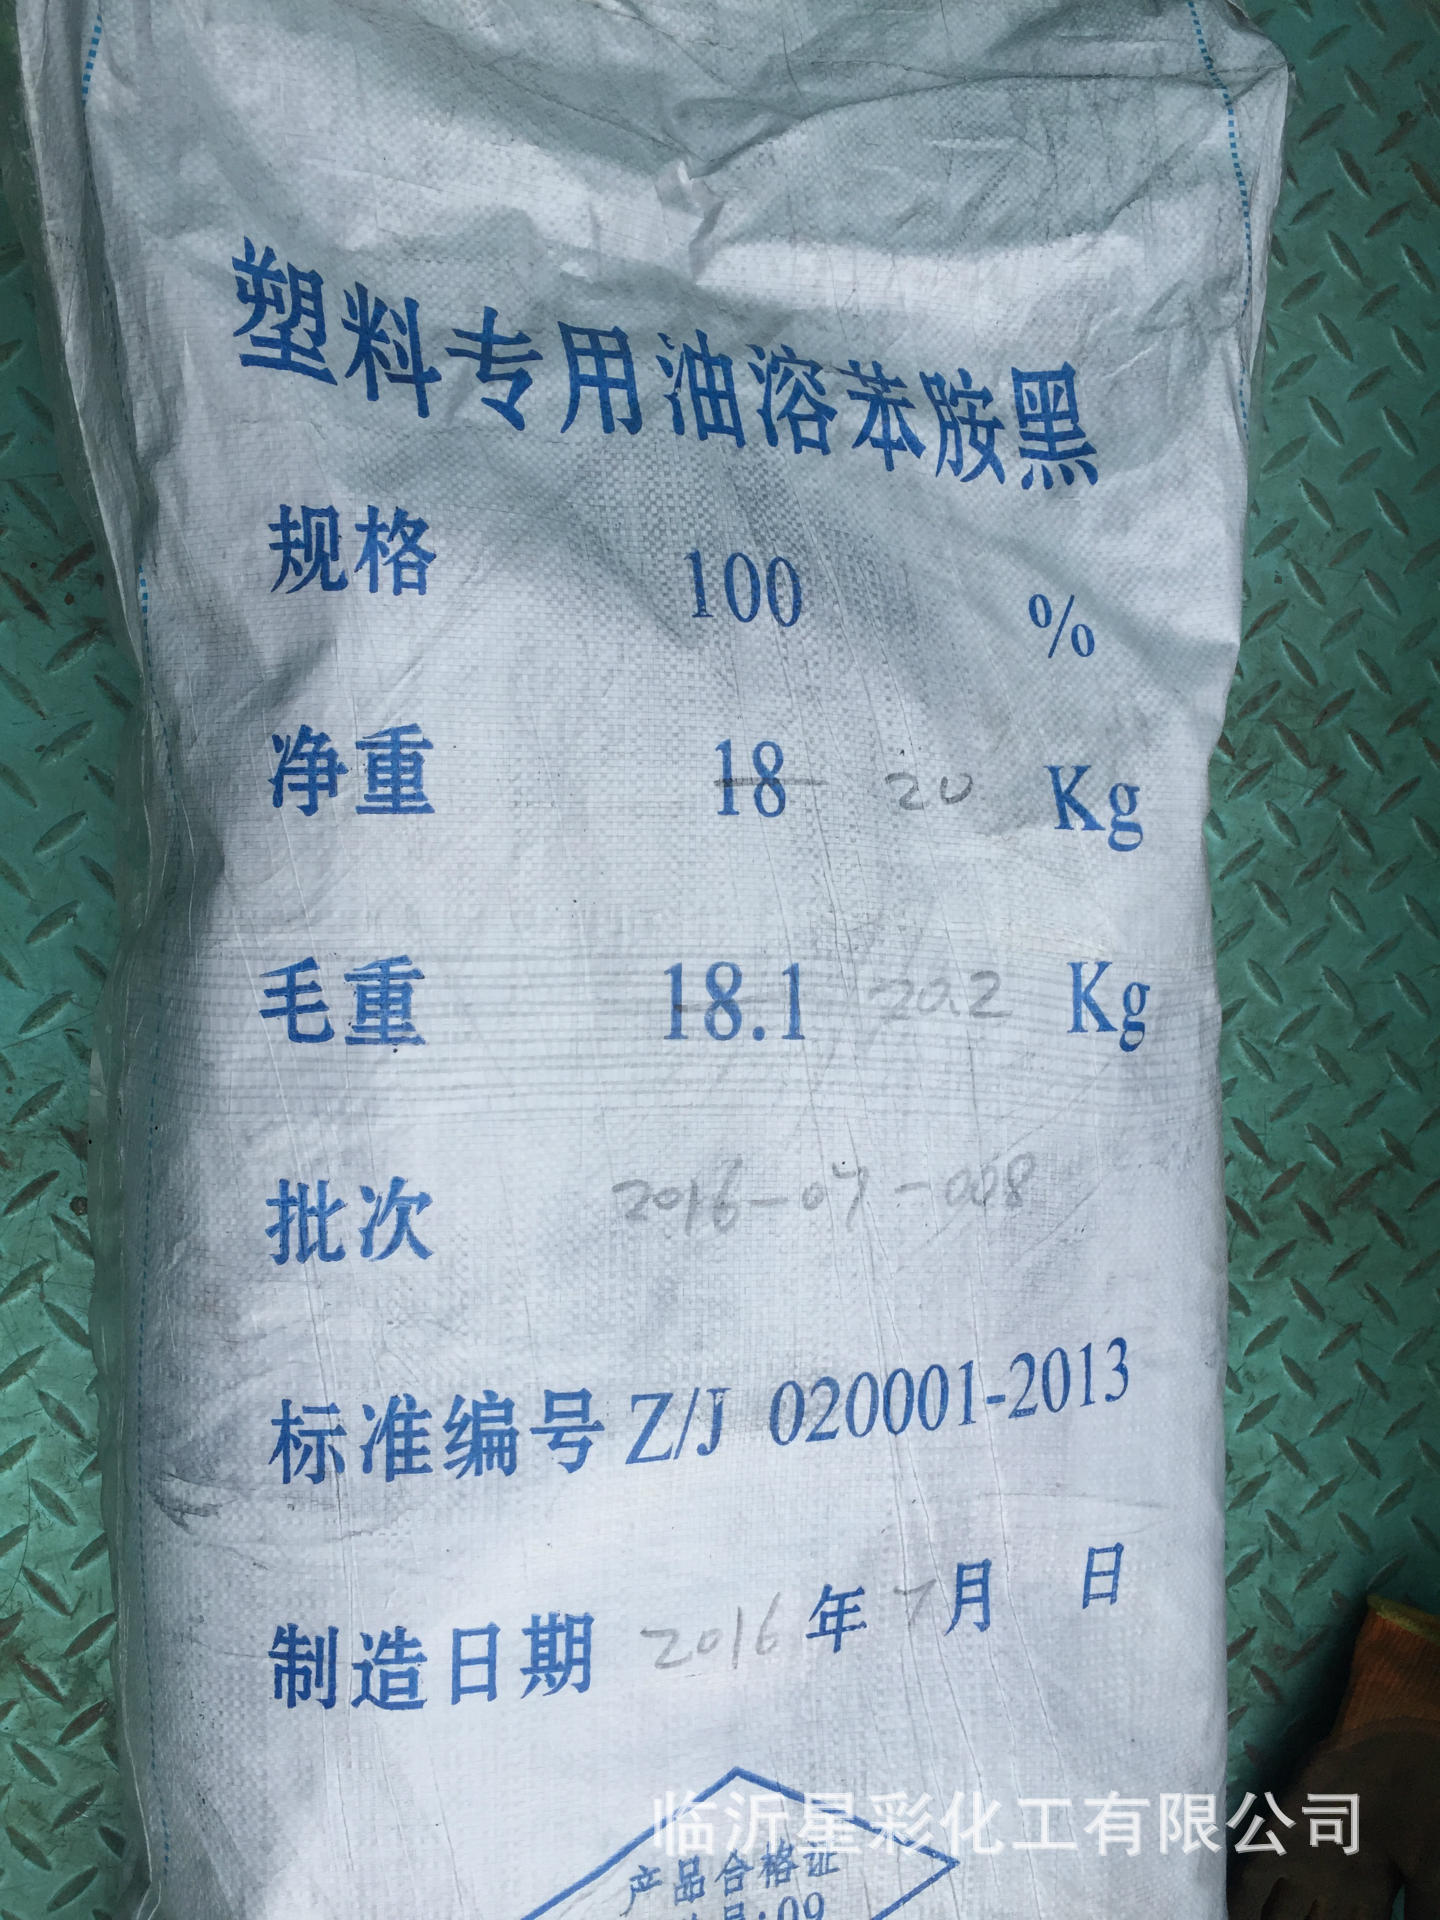 塑料专用油溶苯胺黑
规格 100 %
净重 18 20 Kg
毛重 18.1 20.2 Kg
批次 2016-07-008
标准编号 Z/J 020001-2013
制造日期 2016 年 7 月 日
临沂星彩化工有限公司
产品合格证
:09